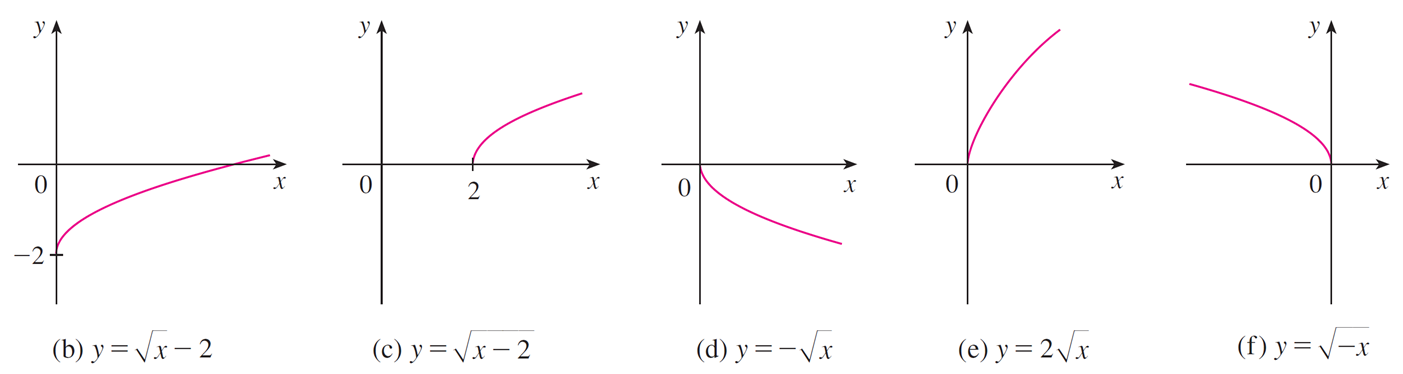 y
x
0
−2
(b) y = √x − 2
y
x
0
2
(c) y = √(x − 2)
y
x
0
(d) y = −√x
y
x
0
(e) y = 2√x
y
x
0
(f) y = √(−x)